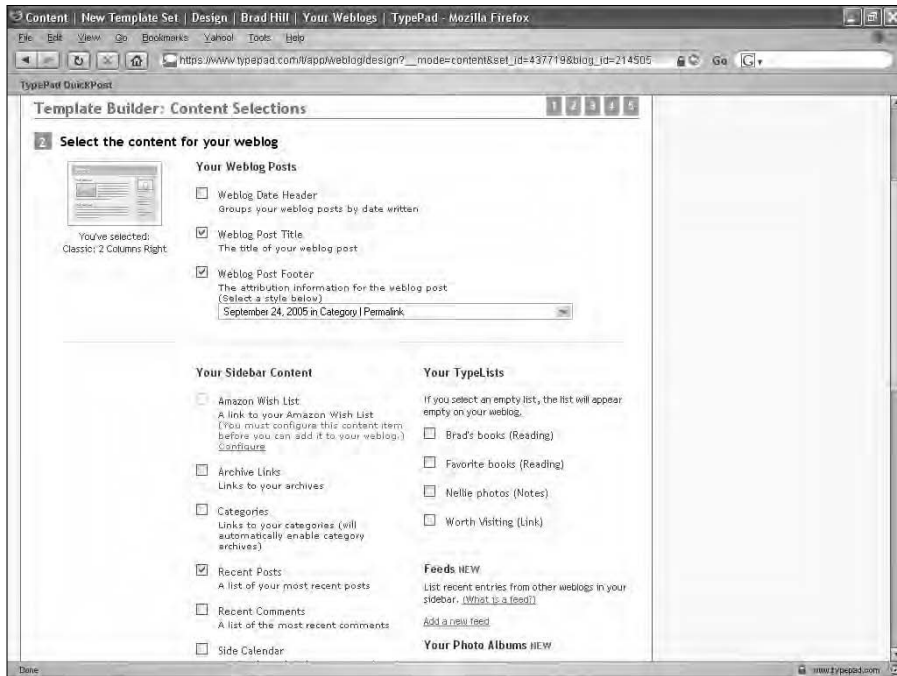 Content | New Template Set | Design | Brad Hill | Your Weblogs | TypePad - Mozilla Firefox
File Edit View Go Bookmarks Yahoo! Tools Help
https://www.typepad.com/t/app/weblog/design?__mode=content&set_id=437719&blog_id=214505
Go
G
TypePad QuickPost
Template Builder: Content Selections
1 2 3 4 5
2 Select the content for your weblog
You've selected:
Classic: 2 Columns Right
Your Weblog Posts
Weblog Date Header
Groups your weblog posts by date written
Weblog Post Title
The title of your weblog post
Weblog Post Footer
The attribution information for the weblog post
(Select a style below)
September 24, 2005 in Category | Permalink
Your Sidebar Content
Amazon Wish List
A link to your Amazon Wish List
(You must configure this content item
before you can add it to your weblog.)
Configure
Archive Links
Links to your archives
Categories
Links to your categories (will
automatically enable category
archives)
Recent Posts
A list of your most recent posts
Recent Comments
A list of the most recent comments
Side Calendar
Your TypeLists
If you select an empty list, the list will appear
empty on your weblog.
Brad's books (Reading)
Favorite books (Reading)
Nellie photos (Notes)
Worth Visiting (Link)
Feeds NEW
List recent entries from other weblogs in your
sidebar. (What is a feed?)
Add a new feed
Your Photo Albums NEW
Done
www.typepad.com